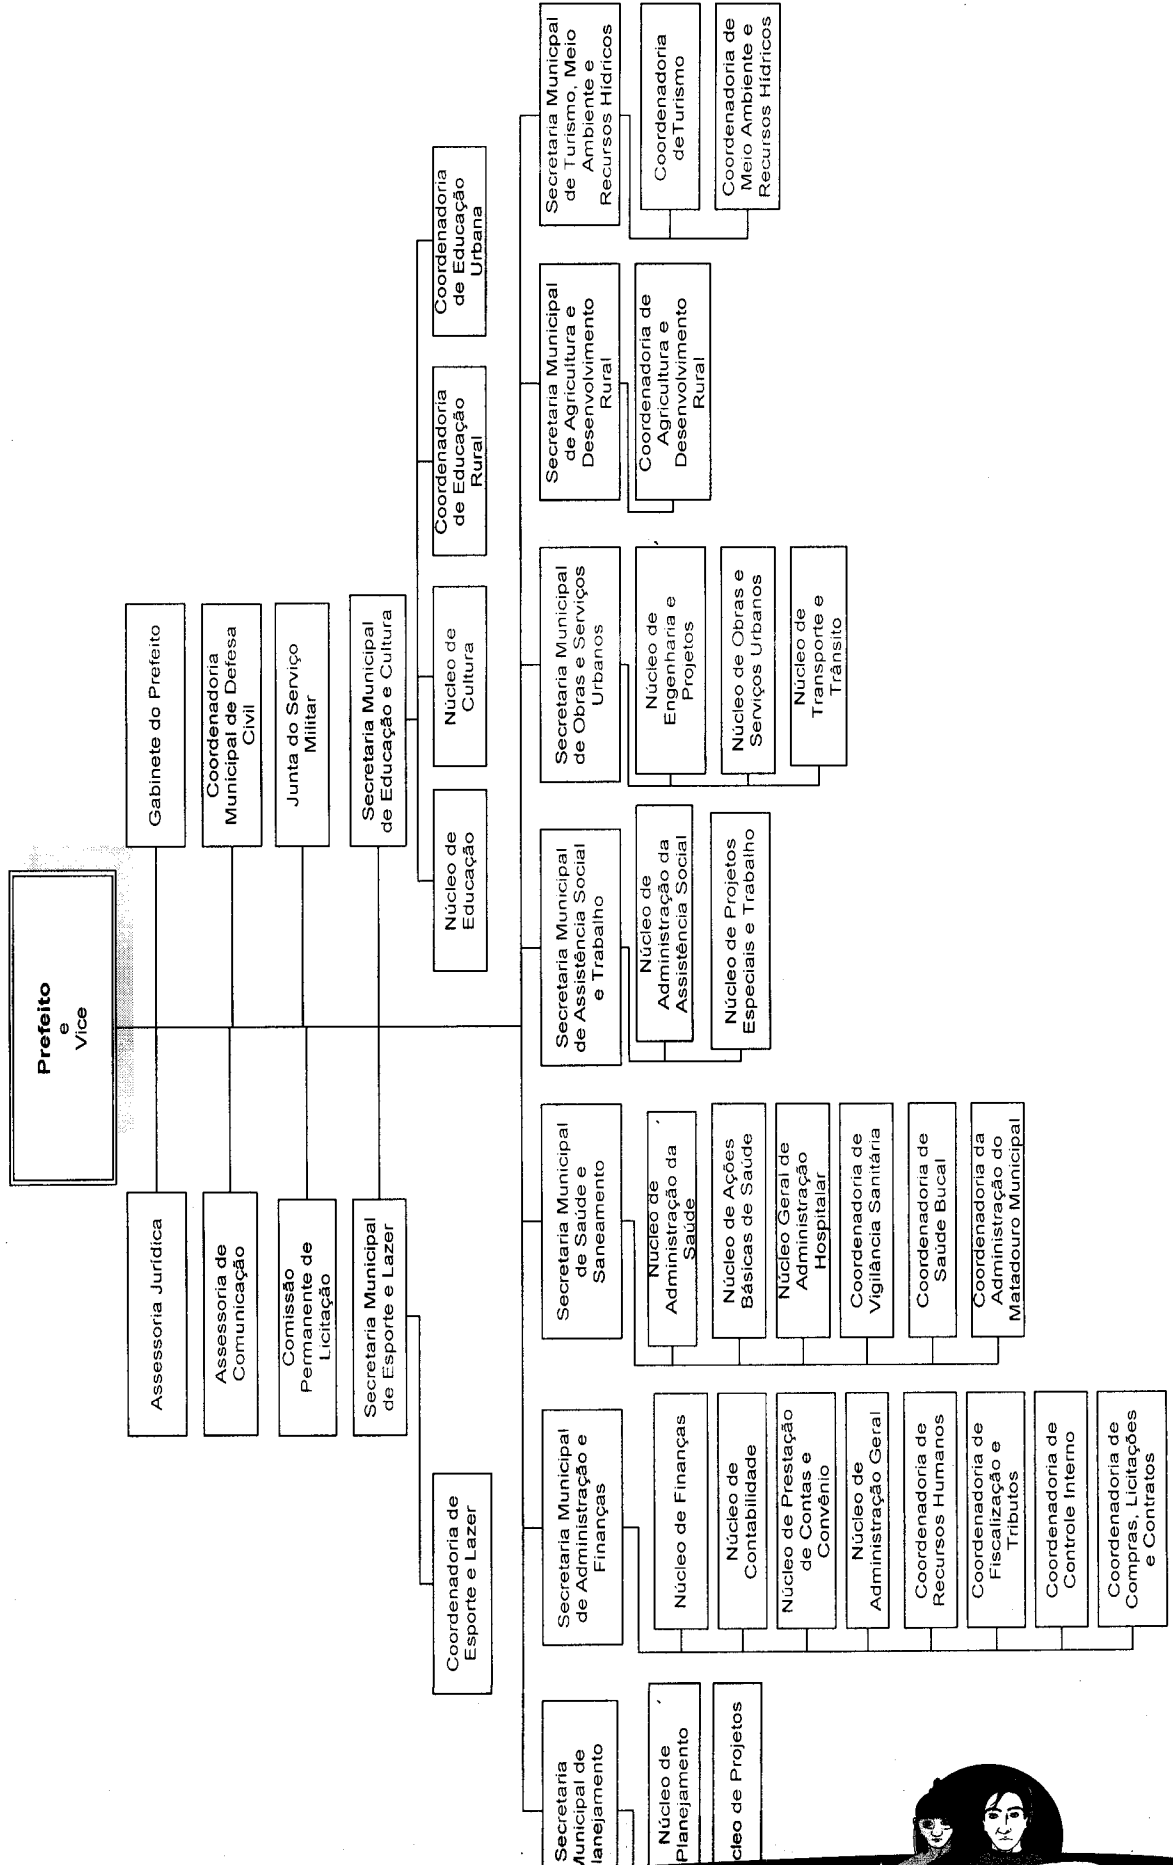 Prefeito
e
Vice
Assessoria Jurídica
Gabinete do Prefeito
Assessoria de
Comunicação
Coordenadoria
Municipal de Defesa
Civil
Comissão
Permanente de
Licitação
Junta do Serviço
Militar
Secretaria Municipal
de Esporte e Lazer
Secretaria Municipal
de Educação e Cultura
Coordenadoria de
Esporte e Lazer
Núcleo de
Educação
Núcleo de
Cultura
Coordenadoria
de Educação
Rural
Coordenadoria
de Educação
Urbana
Secretaria
Municipal de
lanejamento
Núcleo de
Planejamento
cleo de Projetos
Secretaria Municipal
de Administração e
Finanças
Núcleo de Finanças
Núcleo de
Contabilidade
Núcleo de Prestação
de Contas e
Convênio
Núcleo de
Administração Geral
Coordenadoria de
Recursos Humanos
Coordenadoria de
Fiscalização e
Tributos
Coordenadoria de
Controle Interno
Coordenadoria de
Compras, Licitações
e Contratos
Secretaria Municipal
de Saúde e
Saneamento
Núcleo de
Administração da
Saúde
Núcleo de Ações
Básicas de Saúde
Núcleo Geral de
Administração
Hospitalar
Coordenadoria de
Vigilância Sanitária
Coordenadoria de
Saúde Bucal
Coordenadoria da
Administração do
Matadouro Municipal
Secretaria Municipal
de Assistência Social
e Trabalho
Núcleo de
Administração da
Assistência Social
Núcleo de Projetos
Especiais e Trabalho
Secretaria Municipal
de Obras e Serviços
Urbanos
Núcleo de
Engenharia e
Projetos
Núcleo de Obras e
Serviços Urbanos
Núcleo de
Transporte e
Trânsito
Secretaria Municipal
de Agricultura e
Desenvolvimento
Rural
Coordenadoria de
Agricultura e
Desenvolvimento
Rural
Secretaria Municpal
de Turismo, Meio
Ambiente e
Recursos Hídricos
Coordenadoria
deTurismo
Coordenadoria de
Meio Ambiente e
Recursos Hídricos